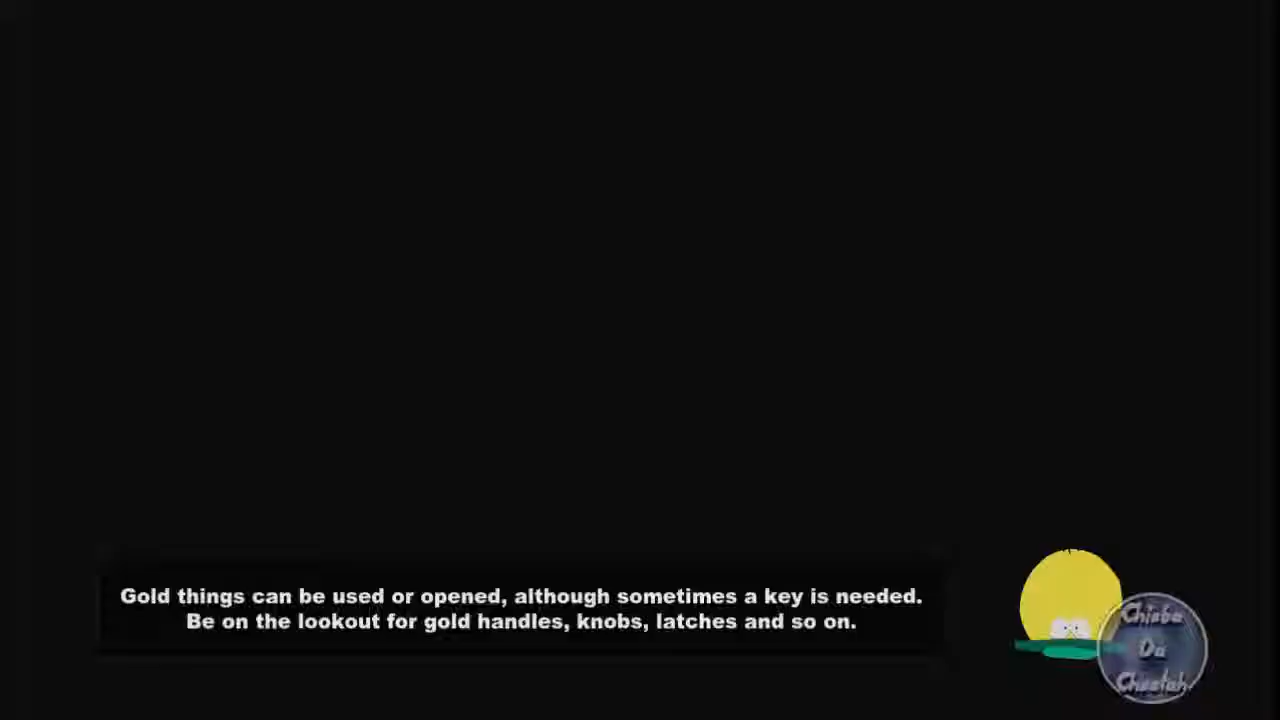 Gold things can be used or opened, although sometimes a key is needed.
Be on the lookout for gold handles, knobs, latches and so on.
Chiaba
Da
Cheetah